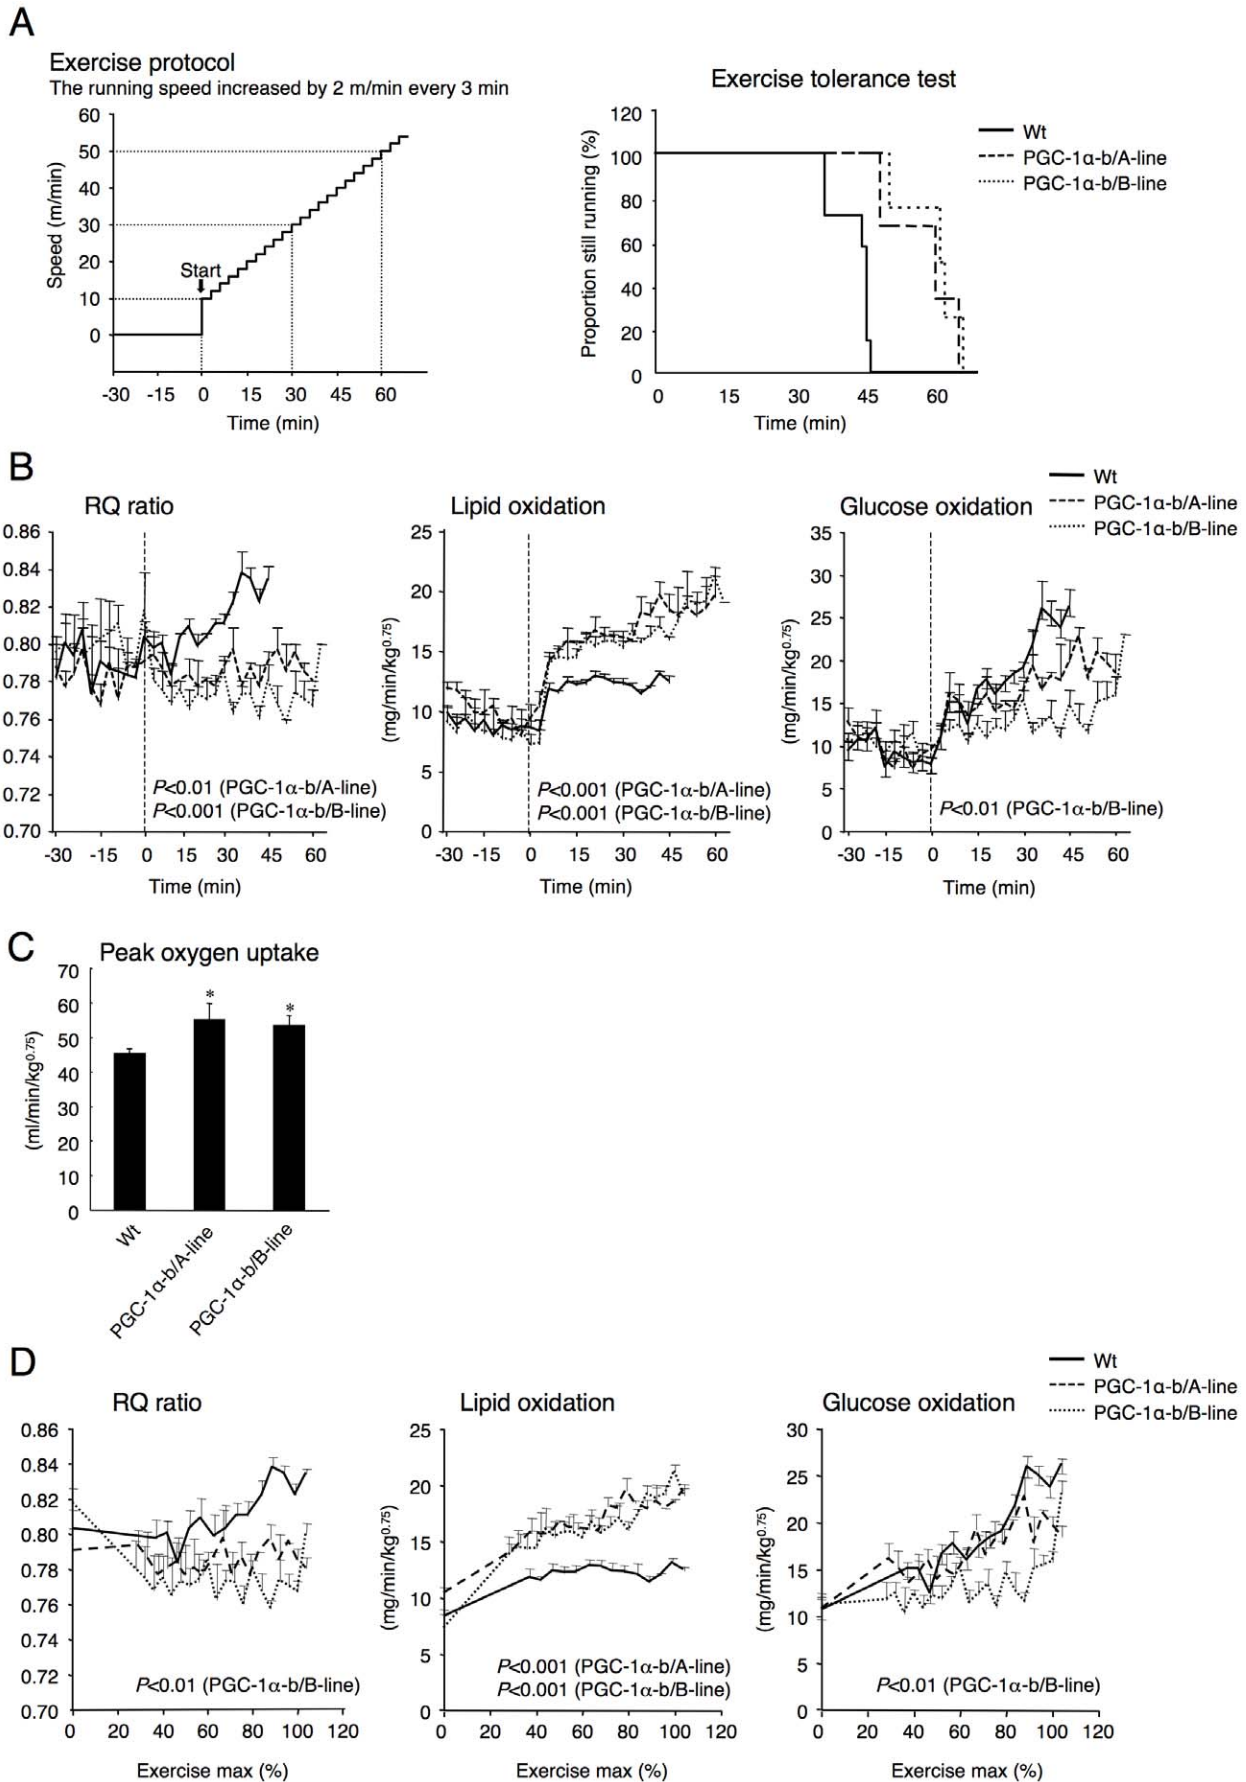 A
Exercise protocol
The running speed increased by 2 m/min every 3 min
60
50
40
30
20
10
0
Speed (m/min)
Start
-30 -15 0 15 30 45 60
Time (min)
Exercise tolerance test
120
100
80
60
40
20
0
Proportion still running (%)
0 15 30 45 60
Time (min)
Wt
PGC-1α-b/A-line
PGC-1α-b/B-line
B
Wt
PGC-1α-b/A-line
PGC-1α-b/B-line
RQ ratio
0.86
0.84
0.82
0.80
0.78
0.76
0.74
0.72
0.70
P<0.01 (PGC-1α-b/A-line)
P<0.001 (PGC-1α-b/B-line)
-30 -15 0 15 30 45 60
Time (min)
Lipid oxidation
25
20
15
10
5
0
(mg/min/kg0.75)
P<0.001 (PGC-1α-b/A-line)
P<0.001 (PGC-1α-b/B-line)
-30 -15 0 15 30 45 60
Time (min)
Glucose oxidation
35
30
25
20
15
10
5
0
(mg/min/kg0.75)
P<0.01 (PGC-1α-b/B-line)
-30 -15 0 15 30 45 60
Time (min)
C
Peak oxygen uptake
70
60
50
40
30
20
10
0
(ml/min/kg0.75)
* *
Wt
PGC-1α-b/A-line
PGC-1α-b/B-line
D
Wt
PGC-1α-b/A-line
PGC-1α-b/B-line
RQ ratio
0.86
0.84
0.82
0.80
0.78
0.76
0.74
0.72
0.70
P<0.01 (PGC-1α-b/B-line)
0 20 40 60 80 100 120
Exercise max (%)
Lipid oxidation
25
20
15
10
5
0
(mg/min/kg0.75)
P<0.001 (PGC-1α-b/A-line)
P<0.001 (PGC-1α-b/B-line)
0 20 40 60 80 100 120
Exercise max (%)
Glucose oxidation
30
25
20
15
10
5
0
(mg/min/kg0.75)
P<0.01 (PGC-1α-b/B-line)
0 20 40 60 80 100 120
Exercise max (%)